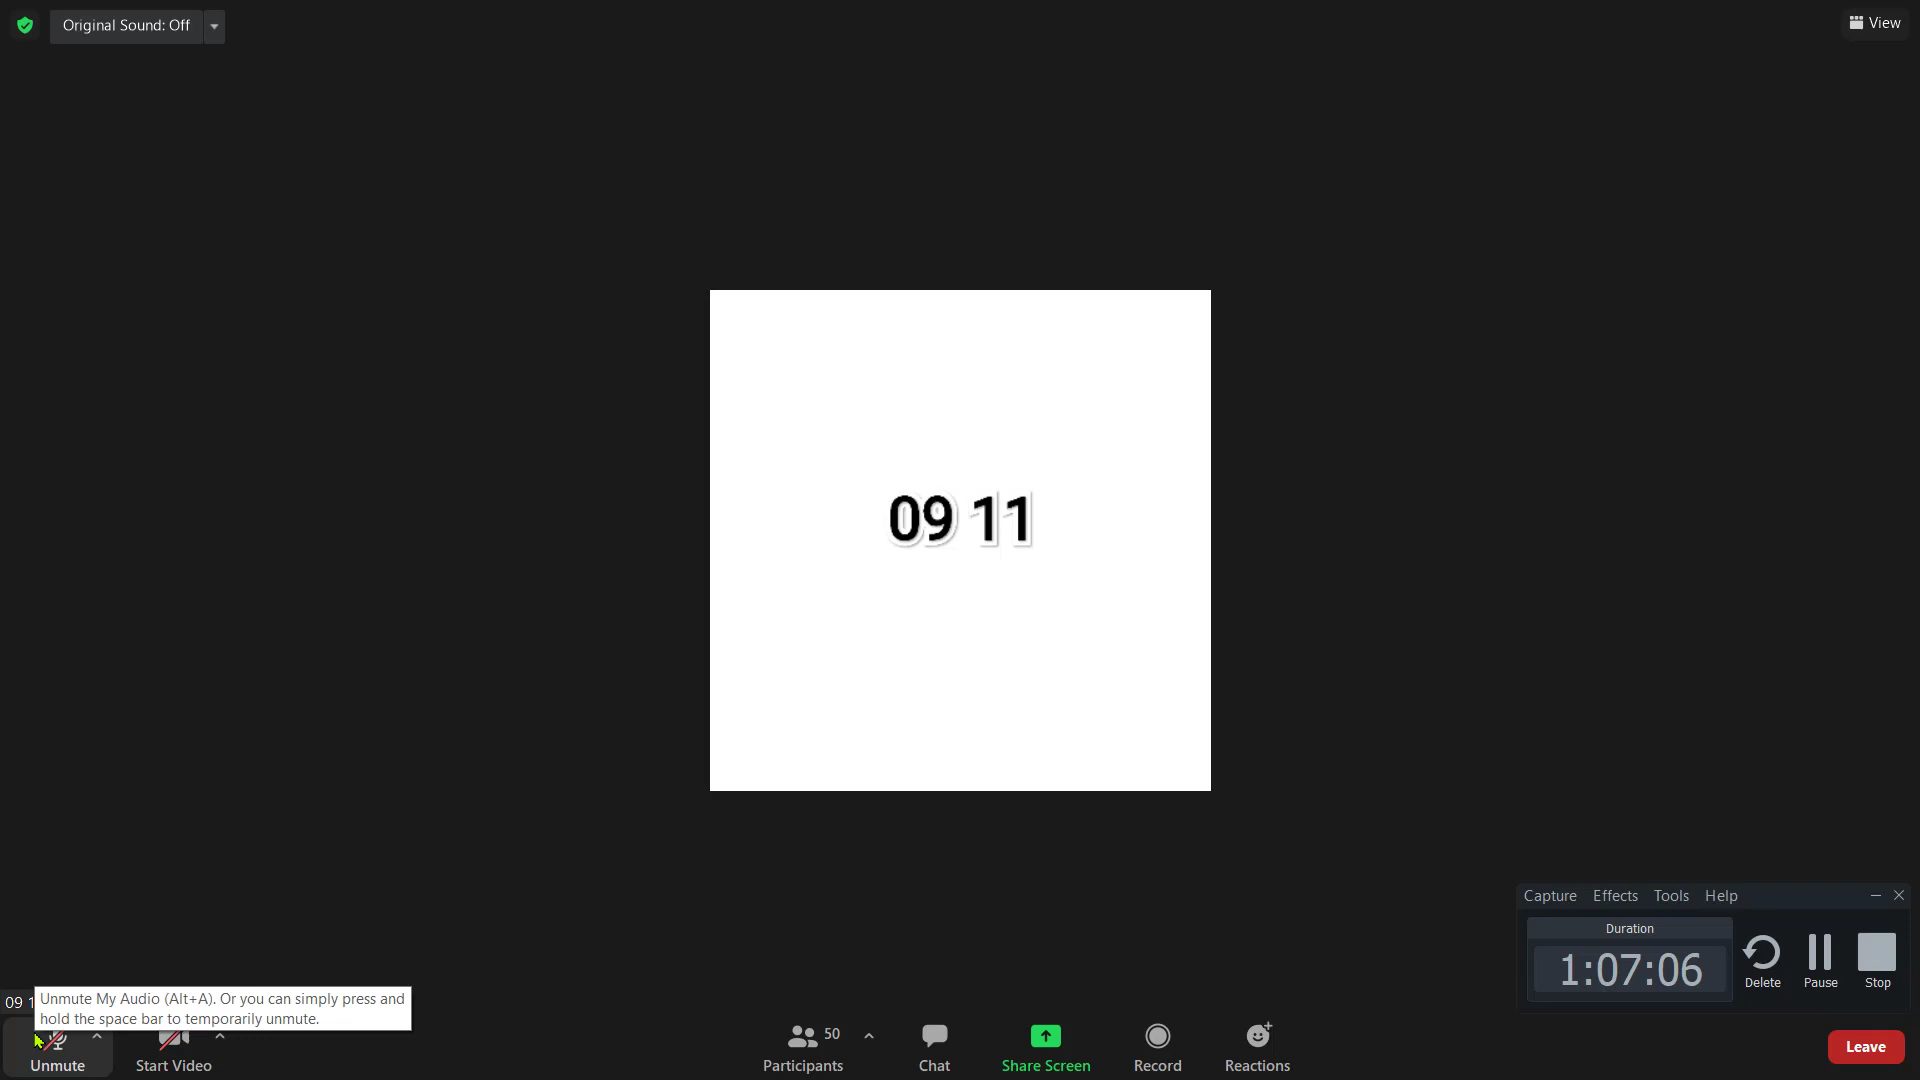 Original Sound: Off
View
09 11
Capture Effects Tools Help
Duration
1:07:06
Delete Pause Stop
09 1
Unmute My Audio (Alt+A). Or you can simply press and
hold the space bar to temporarily unmute.
50
Unmute Start Video Participants Chat Share Screen Record Reactions Leave